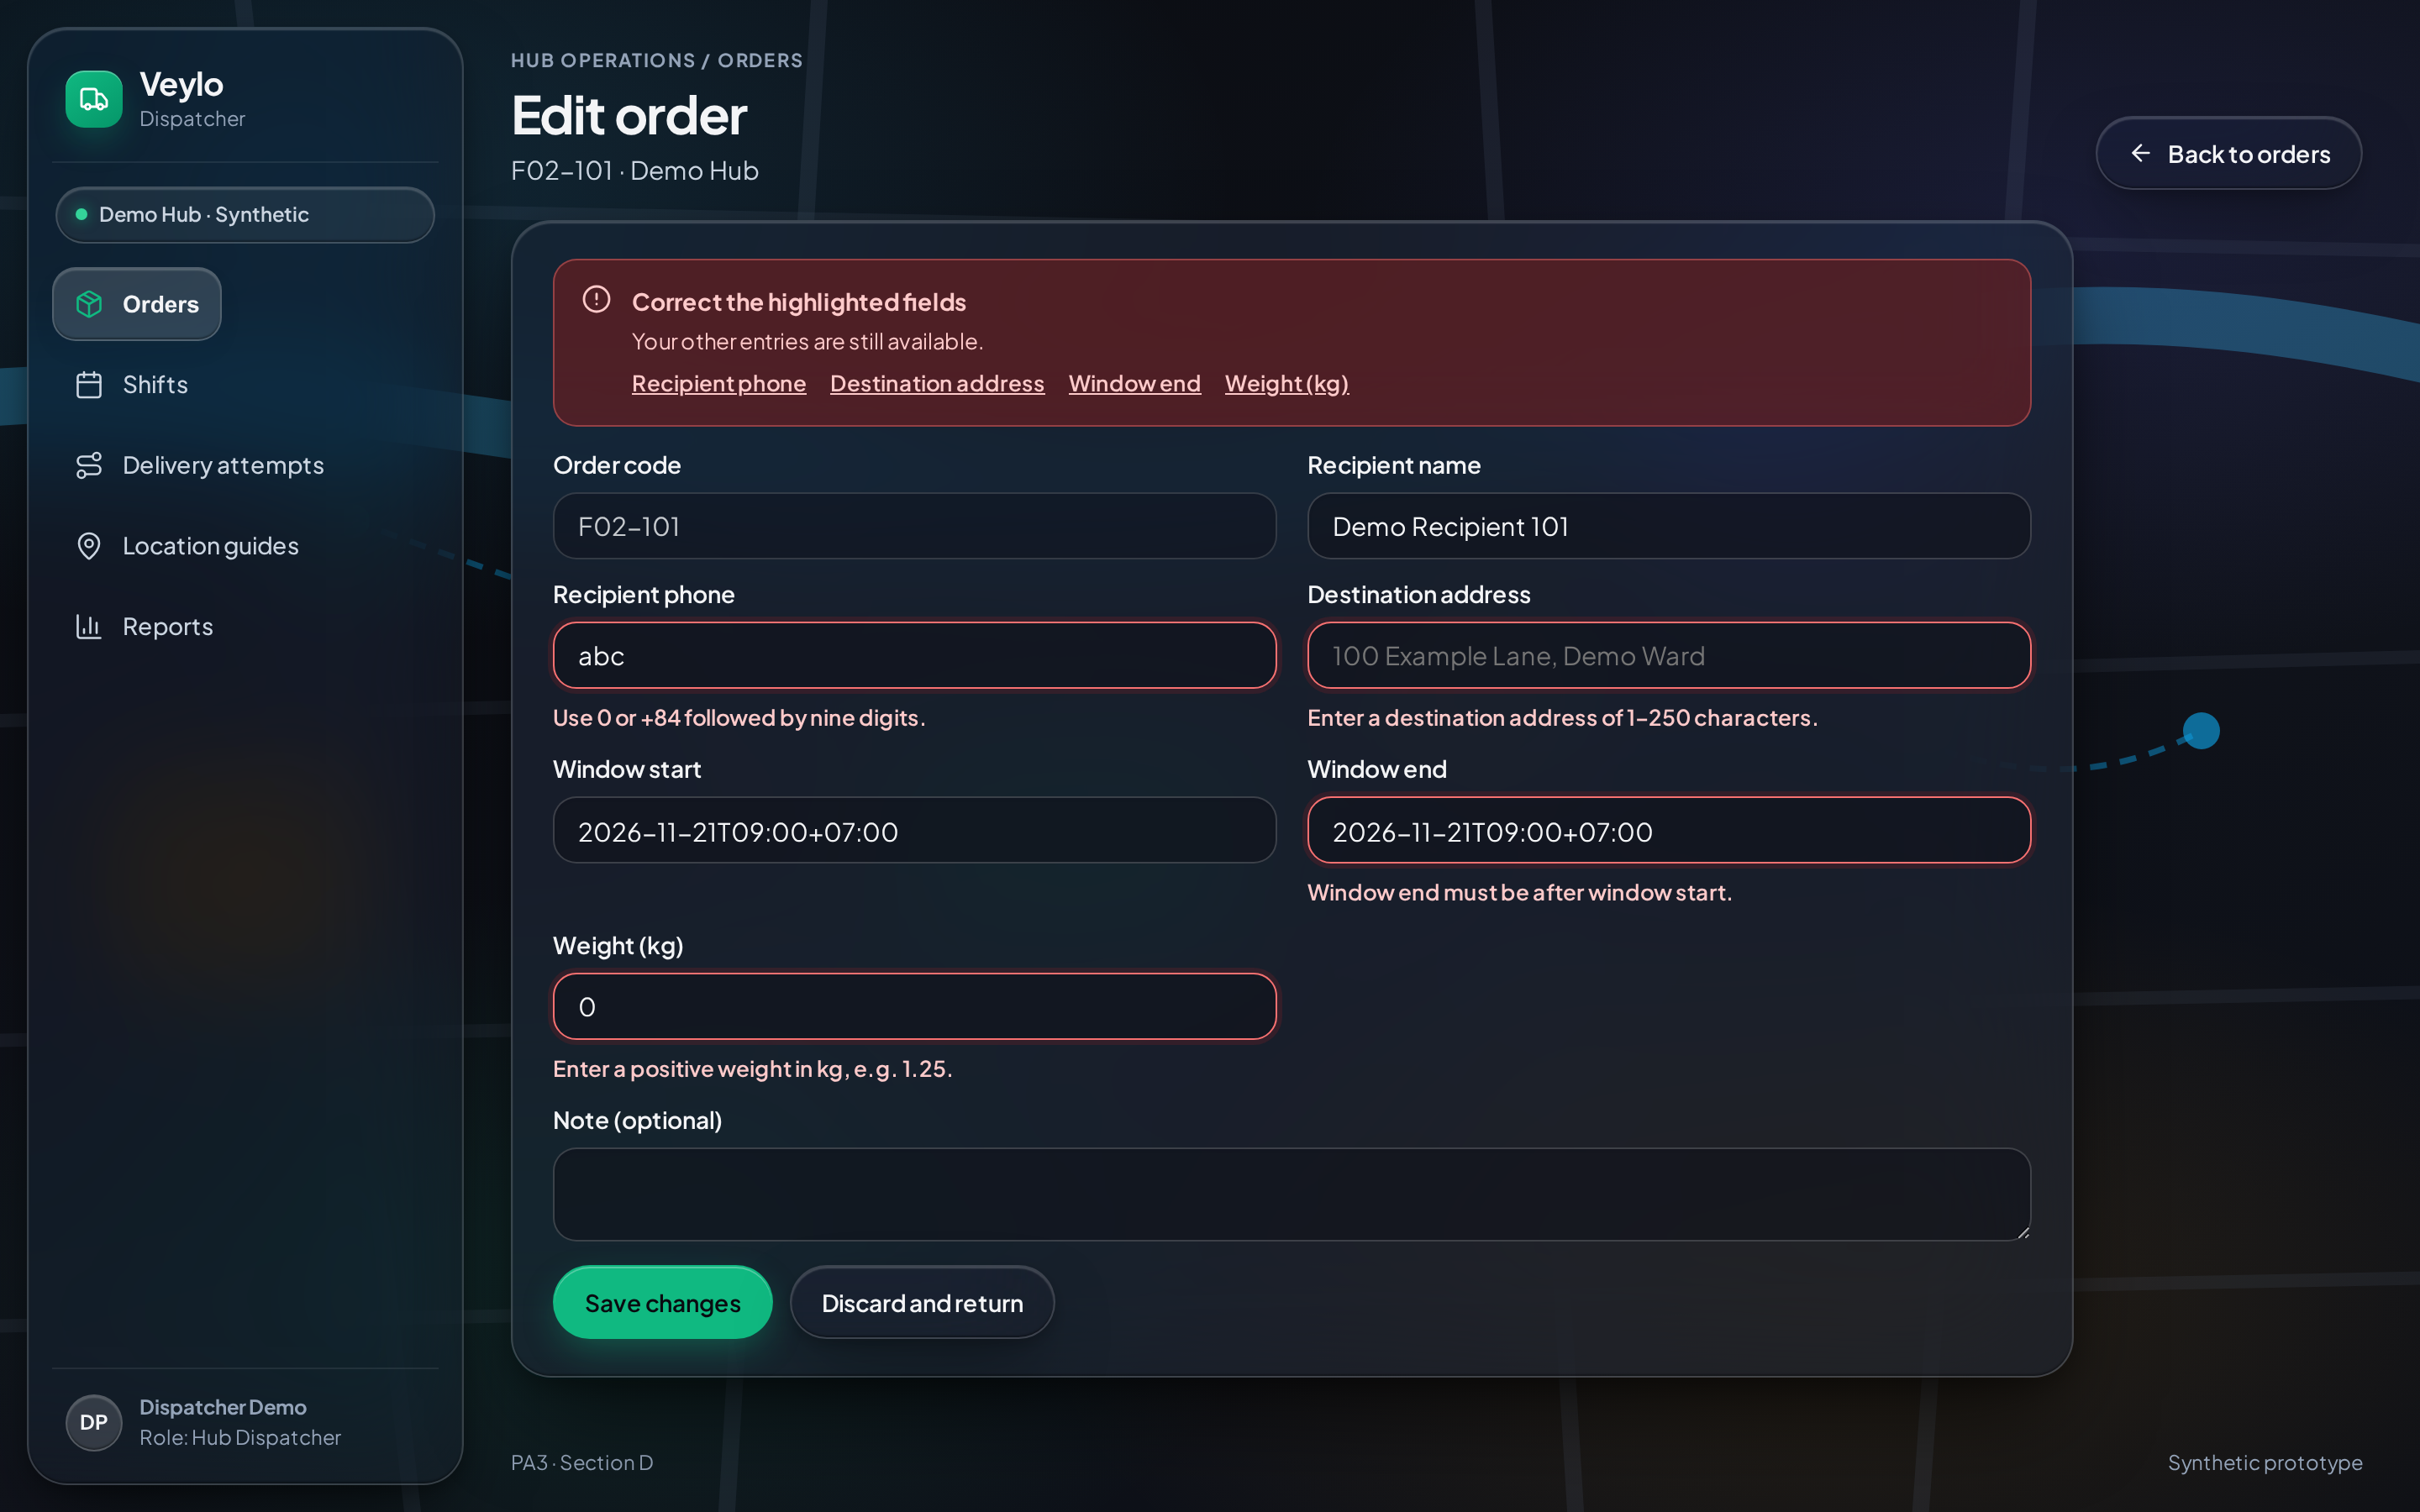 Veylo
Dispatcher
Demo Hub · Synthetic
Orders
Shifts
Delivery attempts
Location guides
Reports
DP
Dispatcher Demo
Role: Hub Dispatcher
HUB OPERATIONS / ORDERS
Edit order
F02-101 · Demo Hub
Back to orders
Correct the highlighted fields
Your other entries are still available.
Recipient phone Destination address Window end Weight (kg)
Order code
F02-101
Recipient name
Demo Recipient 101
Recipient phone
abc
Use 0 or +84 followed by nine digits.
Destination address
100 Example Lane, Demo Ward
Enter a destination address of 1–250 characters.
Window start
2026-11-21T09:00+07:00
Window end
2026-11-21T09:00+07:00
Window end must be after window start.
Weight (kg)
0
Enter a positive weight in kg, e.g. 1.25.
Note (optional)
Save changes
Discard and return
PA3 · Section D
Synthetic prototype